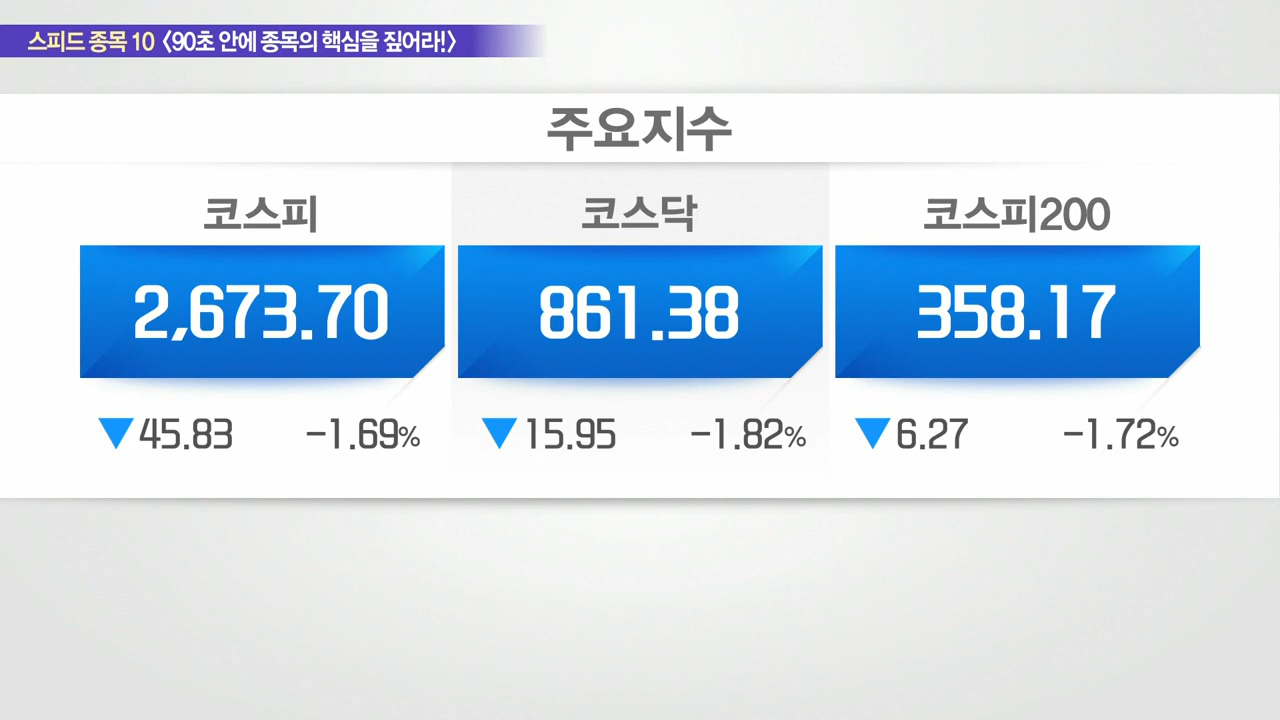 스피드 종목 10 <90초 안에 종목의 핵심을 짚어라!>
주요지수
코스피 코스닥 코스피200
2,673.70 861.38 358.17
▼45.83 -1.69% ▼15.95 -1.82% ▼6.27 -1.72%